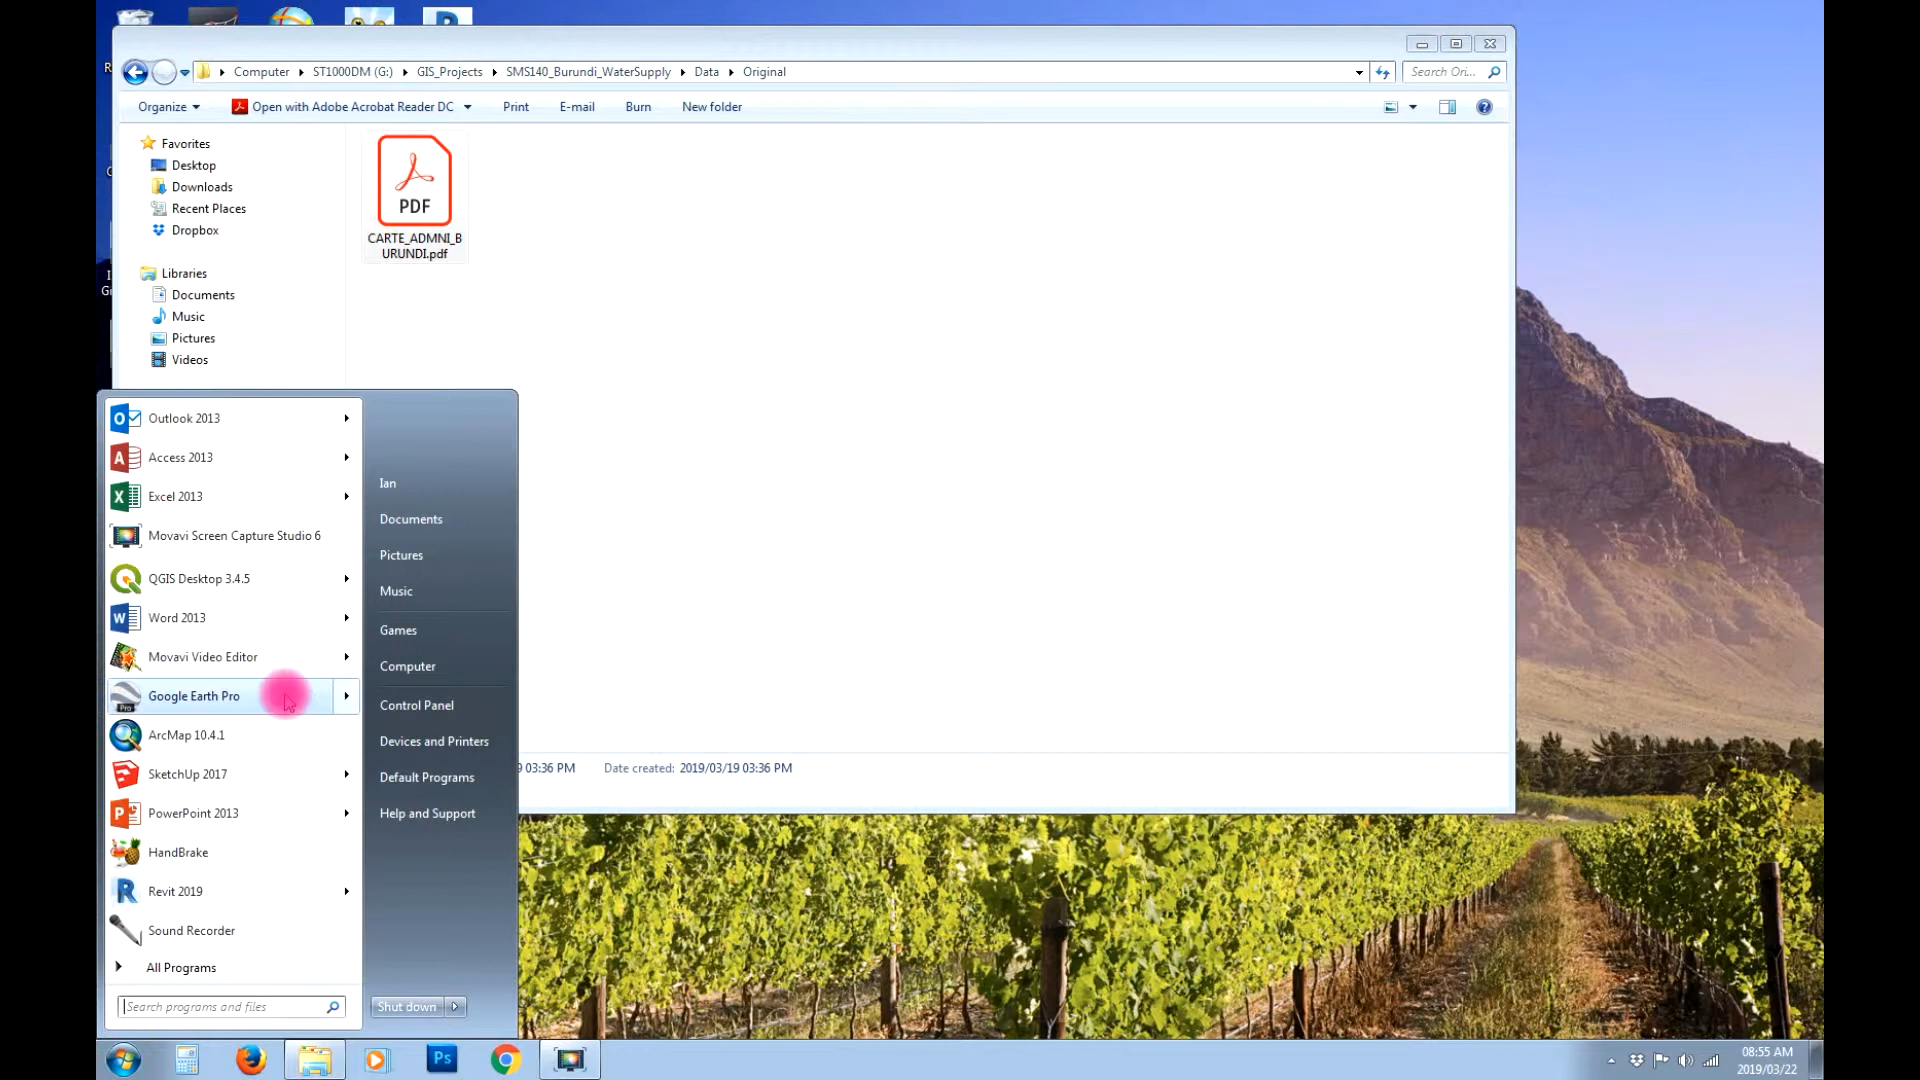 Computer ST1000DM (G:) GIS_Projects SMS140_Burundi_WaterSupply Data Original
Search Ori...
Organize Open with Adobe Acrobat Reader DC Print E-mail Burn New folder
Favorites
Desktop
Downloads
Recent Places
Dropbox
Libraries
Documents
Music
Pictures
Videos
PDF
CARTE_ADMNI_B
URUNDI.pdf
Outlook 2013
Access 2013
Excel 2013
Movavi Screen Capture Studio 6
QGIS Desktop 3.4.5
Word 2013
Movavi Video Editor
Google Earth Pro
Pro
ArcMap 10.4.1
SketchUp 2017
PowerPoint 2013
HandBrake
Revit 2019
Sound Recorder
All Programs
Search programs and files
Ian
Documents
Pictures
Music
Games
Computer
Control Panel
Devices and Printers
Default Programs
Help and Support
Shut down
9 03:36 PM Date created: 2019/03/19 03:36 PM
Ps
08:55 AM
2019/03/22